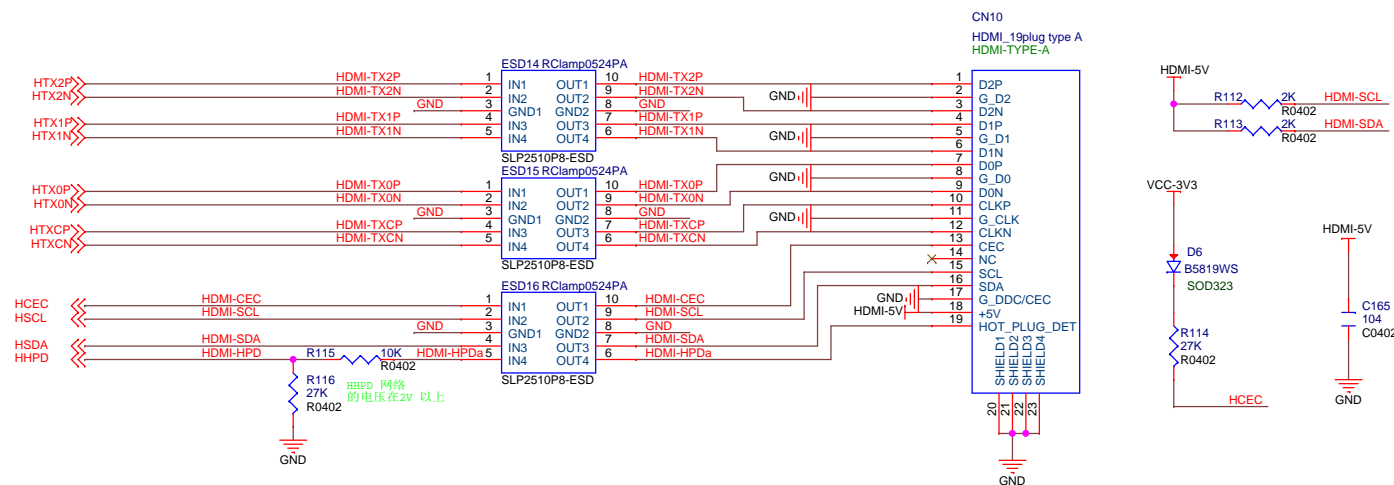 CN10
HDMI_19plug type A
HDMI-TYPE-A
ESD14 RClamp0524PA
HTX2P HDMI-TX2P 1 IN1 OUT1 10 HDMI-TX2P 1 D2P
HTX2N HDMI-TX2N 2 IN2 OUT2 9 HDMI-TX2N GND 2 G_D2
GND 3 GND1 GND2 8 GND 3 D2N
HTX1P HDMI-TX1P 4 IN3 OUT3 7 HDMI-TX1P 4 D1P
HTX1N HDMI-TX1N 5 IN4 OUT4 6 HDMI-TX1N GND 5 G_D1
SLP2510P8-ESD 6 D1N
ESD15 RClamp0524PA 7 D0P
HTX0P HDMI-TX0P 1 IN1 OUT1 10 HDMI-TX0P GND 8 G_D0
HTX0N HDMI-TX0N 2 IN2 OUT2 9 HDMI-TX0N 9 D0N
GND 3 GND1 GND2 8 GND 10 CLKP
HTXCP HDMI-TXCP 4 IN3 OUT3 7 HDMI-TXCP GND 11 G_CLK
HTXCN HDMI-TXCN 5 IN4 OUT4 6 HDMI-TXCN 12 CLKN
SLP2510P8-ESD 13 CEC
14 NC
ESD16 RClamp0524PA 15 SCL
HCEC HDMI-CEC 1 IN1 OUT1 10 HDMI-CEC 16 SDA
HSCL HDMI-SCL 2 IN2 OUT2 9 HDMI-SCL GND 17 G_DDC/CEC
GND 3 GND1 GND2 8 GND HDMI-5V 18 +5V
HSDA HDMI-SDA 4 IN3 OUT3 7 HDMI-SDA 19 HOT_PLUG_DET
HHPD HDMI-HPD R115 10K HDMI-HPDa 5 IN4 OUT4 6 HDMI-HPDa
R0402
SLP2510P8-ESD
R116
27K
R0402
HHPD 网络
的电压在2V 以上
GND
SHIELD1
SHIELD2
SHIELD3
SHIELD4
20
21
22
23
GND
HDMI-5V
R112 2K HDMI-SCL
R0402
R113 2K HDMI-SDA
R0402
VCC-3V3
D6
B5819WS
SOD323
R114
27K
R0402
HCEC
HDMI-5V
C165
104
C0402
GND